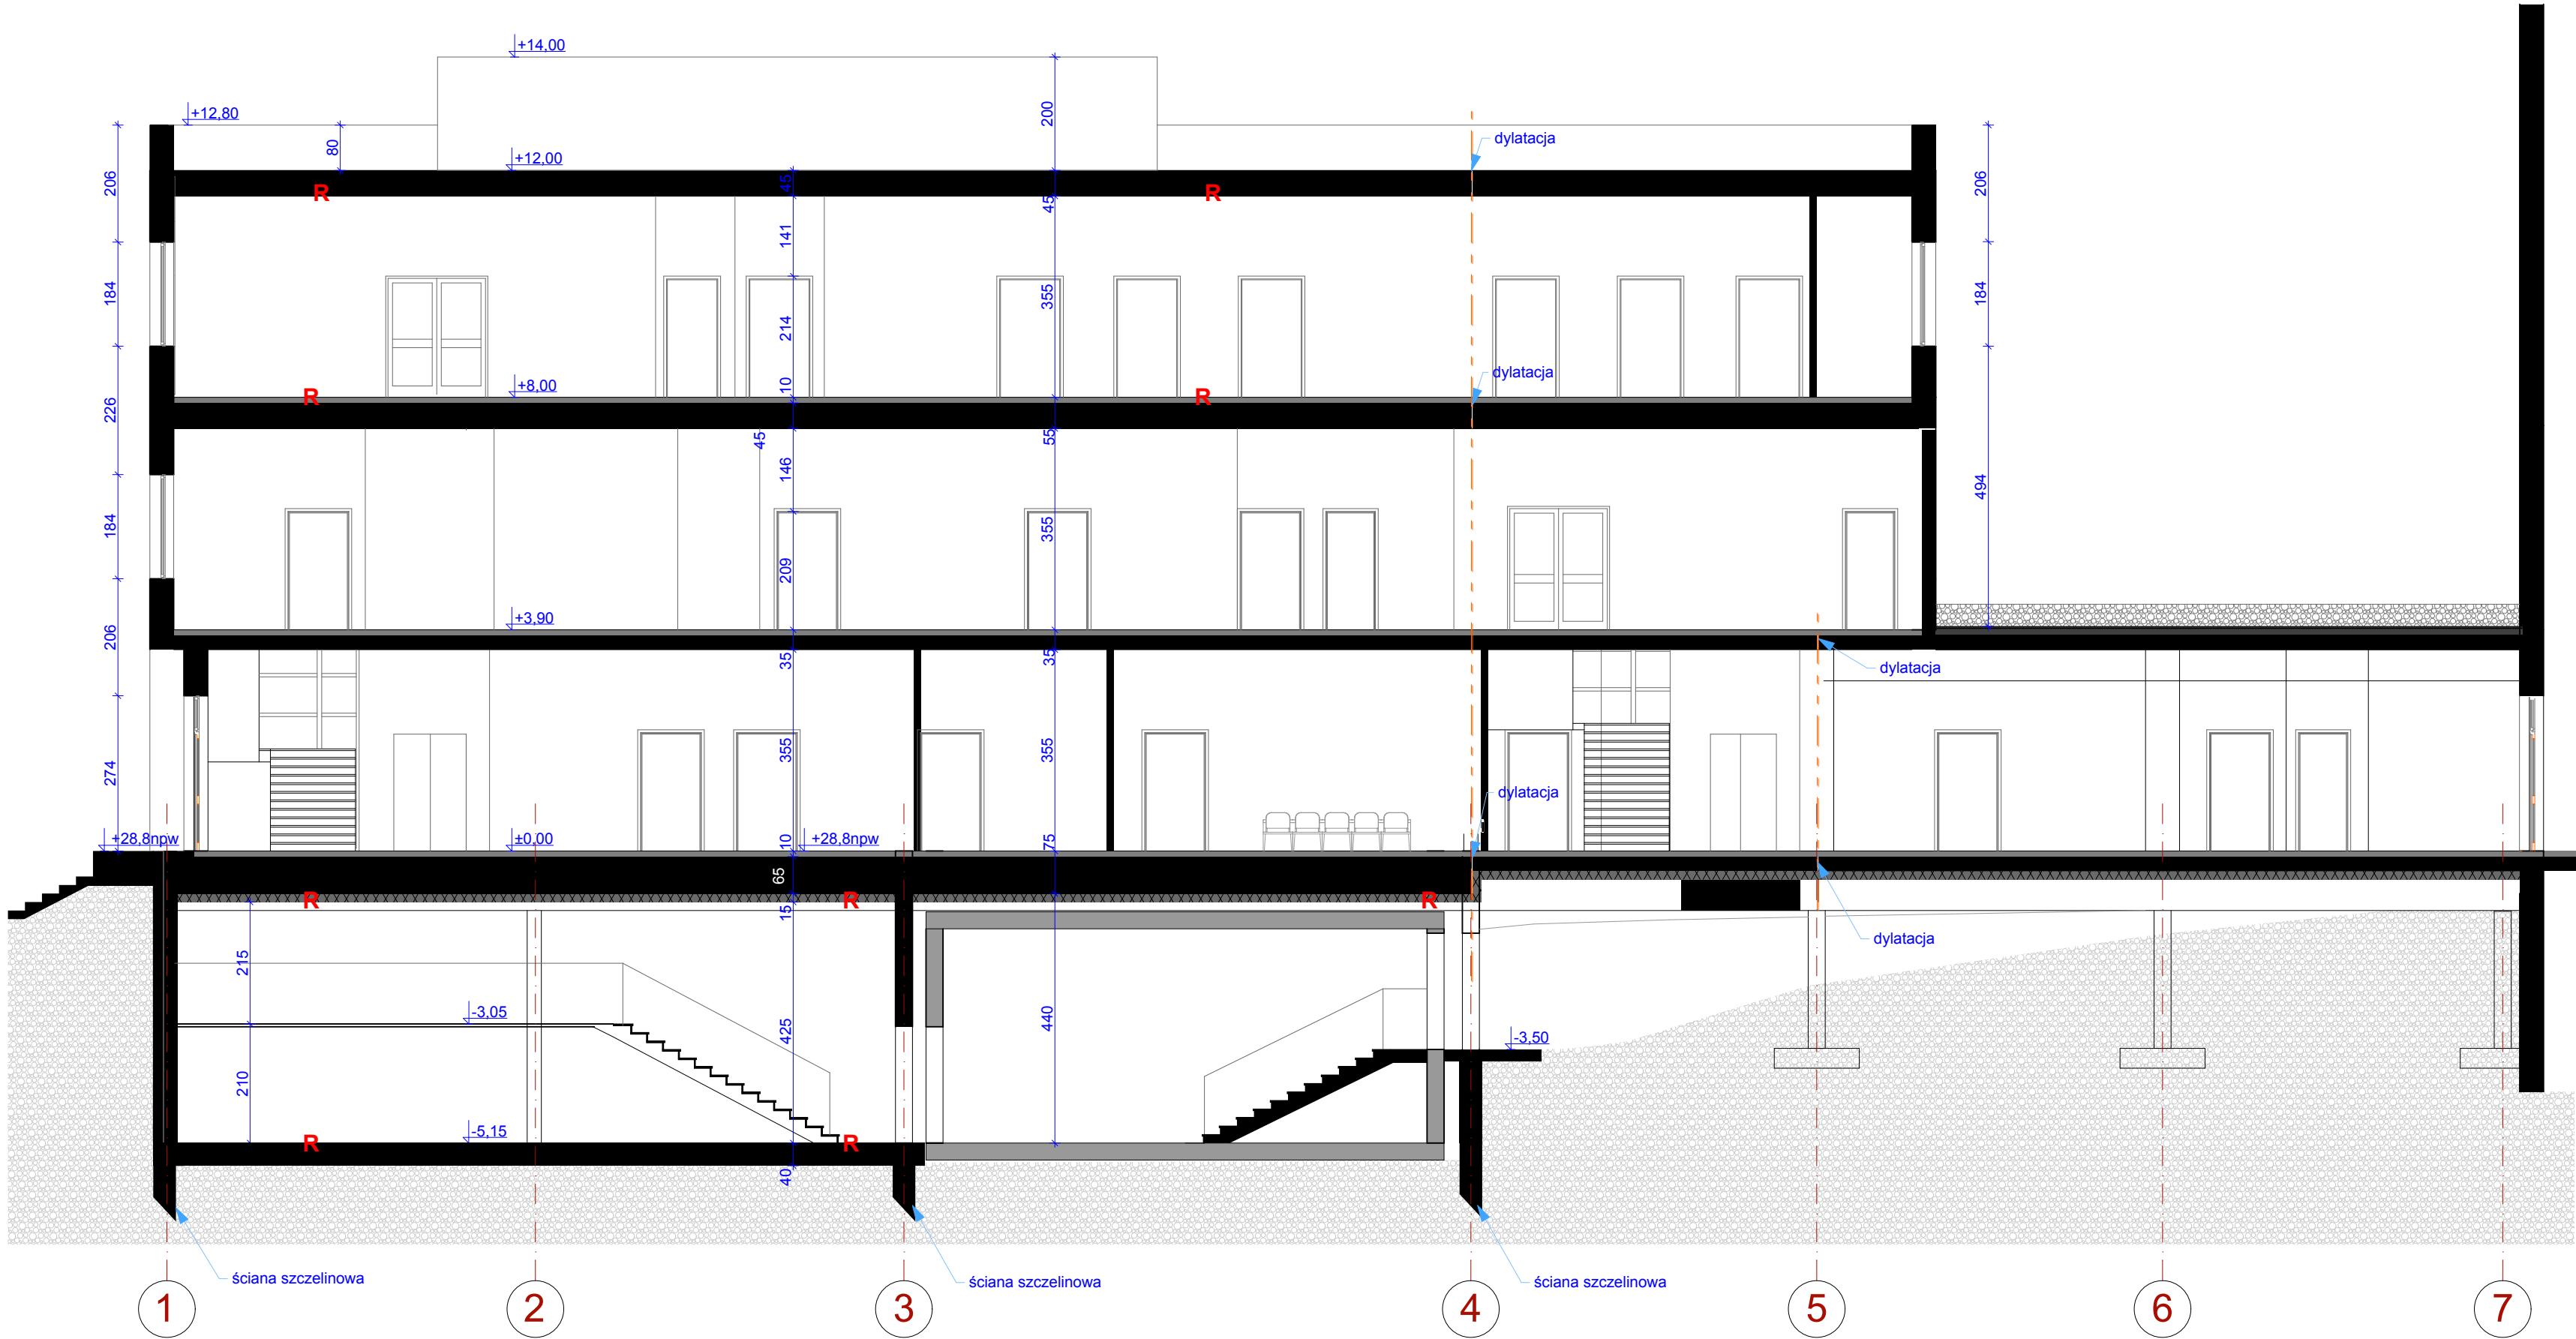 +14,00
+12,80
200
80
dylatacja
+12,00
206
45
206
R
R
45
141
184
355
184
214
10
dylatacja
+8,00
R
R
226
45
55
146
494
184
355
209
+3,90
206
35
35
dylatacja
274
355
355
dylatacja
+28,8npw
±0,00
10
+28,8npw
75
65
R
R
R
15
dylatacja
215
-3,05
425
440
-3,50
210
-5,15
R
R
40
ściana szczelinowa
ściana szczelinowa
ściana szczelinowa
1
2
3
4
5
6
7